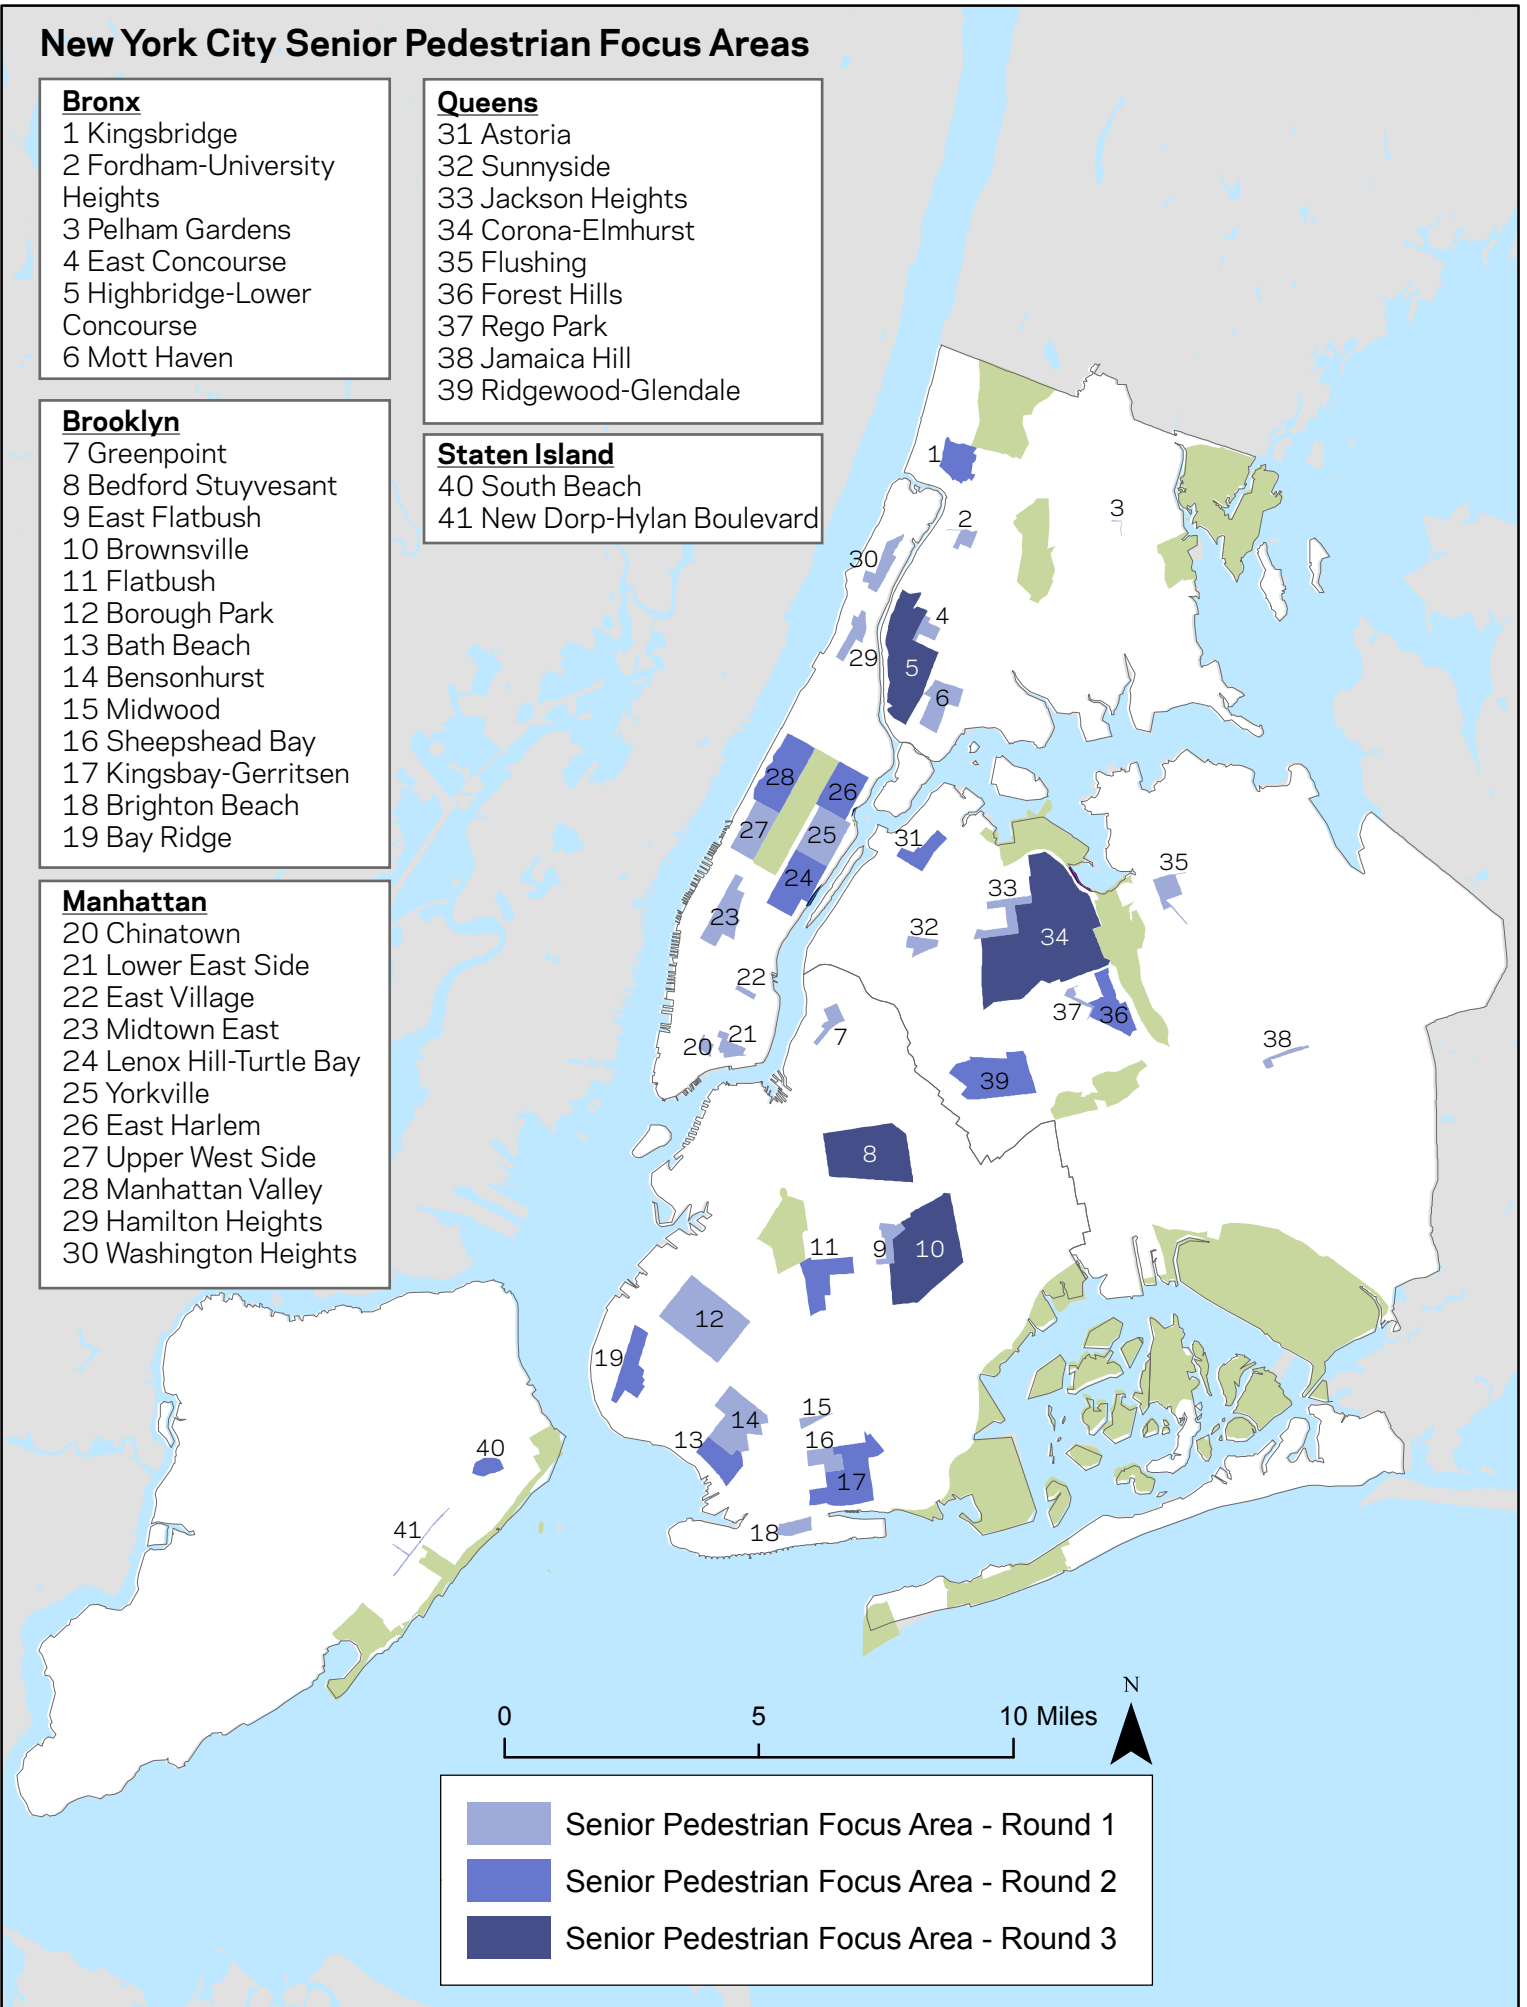 New York City Senior Pedestrian Focus Areas
Bronx
1 Kingsbridge
2 Fordham-University
Heights
3 Pelham Gardens
4 East Concourse
5 Highbridge-Lower
Concourse
6 Mott Haven
Queens
31 Astoria
32 Sunnyside
33 Jackson Heights
34 Corona-Elmhurst
35 Flushing
36 Forest Hills
37 Rego Park
38 Jamaica Hill
39 Ridgewood-Glendale
Brooklyn
7 Greenpoint
8 Bedford Stuyvesant
9 East Flatbush
10 Brownsville
11 Flatbush
12 Borough Park
13 Bath Beach
14 Bensonhurst
15 Midwood
16 Sheepshead Bay
17 Kingsbay-Gerritsen
18 Brighton Beach
19 Bay Ridge
Staten Island
40 South Beach
41 New Dorp-Hylan Boulevard
Manhattan
20 Chinatown
21 Lower East Side
22 East Village
23 Midtown East
24 Lenox Hill-Turtle Bay
25 Yorkville
26 East Harlem
27 Upper West Side
28 Manhattan Valley
29 Hamilton Heights
30 Washington Heights
1
2
3
30
4
29
5
6
28
26
27
25
31
24
35
33
23
32
34
22
37
36
7
21
20
38
39
8
11
9
10
12
19
15
14
13
16
40
17
18
41
N
0
5
10 Miles
Senior Pedestrian Focus Area - Round 1
Senior Pedestrian Focus Area - Round 2
Senior Pedestrian Focus Area - Round 3